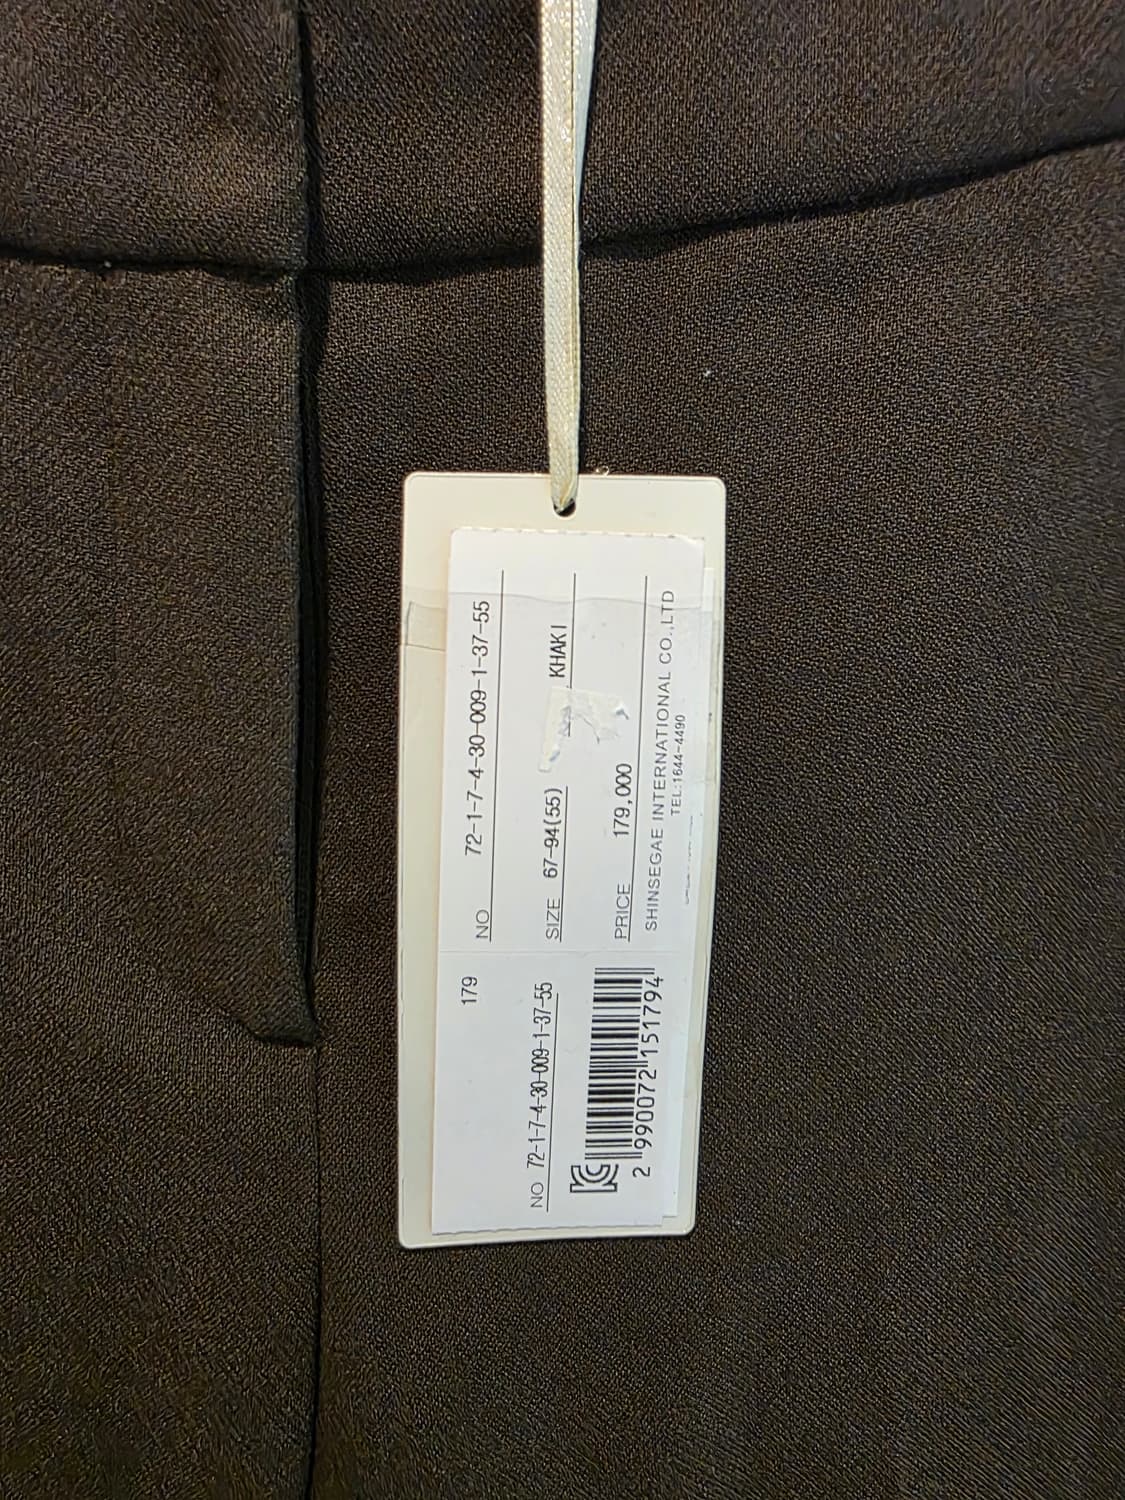 NO 72-1-7-4-30-009-1-37-55
SIZE 67-94(55) KHAKI
PRICE 179,000
SHINSEGAE INTERNATIONAL CO.,LTD
TEL:1644-4490
179
NO 72-1-7-4-30-009-1-37-55
KC
2 990072 151794